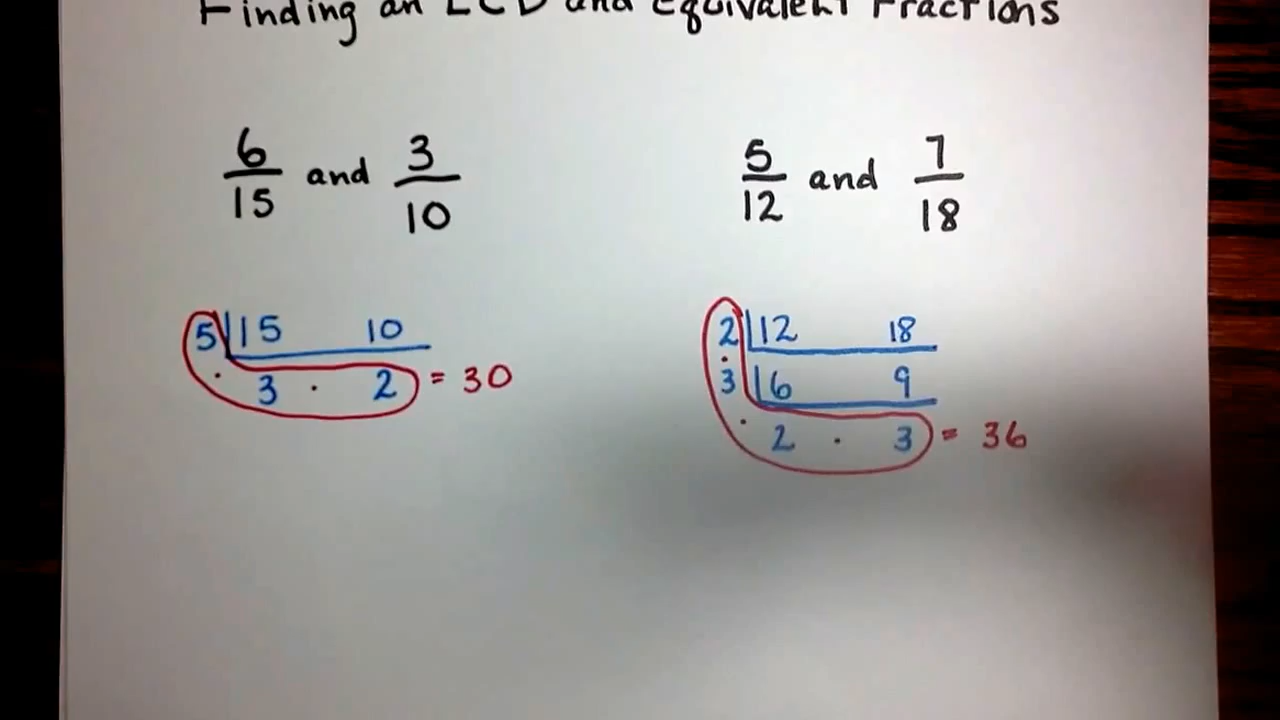 Finding an LCD and Equivalent Fractions
6/15 and 3/10
5 15 10
· 3 · 2 = 30
5/12 and 7/18
2 12 18
· 3 6 9
· 2 · 3 = 36